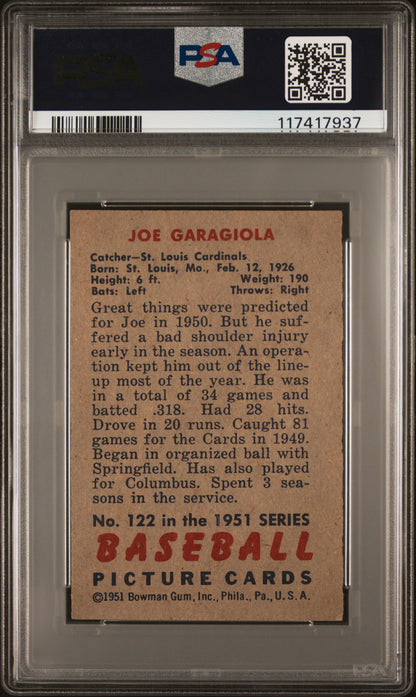 PSA
117417937
JOE GARAGIOLA
Catcher—St. Louis Cardinals
Born: St. Louis, Mo., Feb. 12, 1926
Height: 6 ft. Weight: 190
Bats: Left Throws: Right
Great things were predicted
for Joe in 1950. But he suf-
fered a bad shoulder injury
early in the season. An opera-
tion kept him out of the line-
up most of the year. He was
in a total of 34 games and
batted .318. Had 28 hits.
Drove in 20 runs. Caught 81
games for the Cards in 1949.
Began in organized ball with
Springfield. Has also played
for Columbus. Spent 3 sea-
sons in the service.
No. 122 in the 1951 SERIES
BASEBALL
PICTURE CARDS
©1951 Bowman Gum, Inc., Phila., Pa., U. S. A.